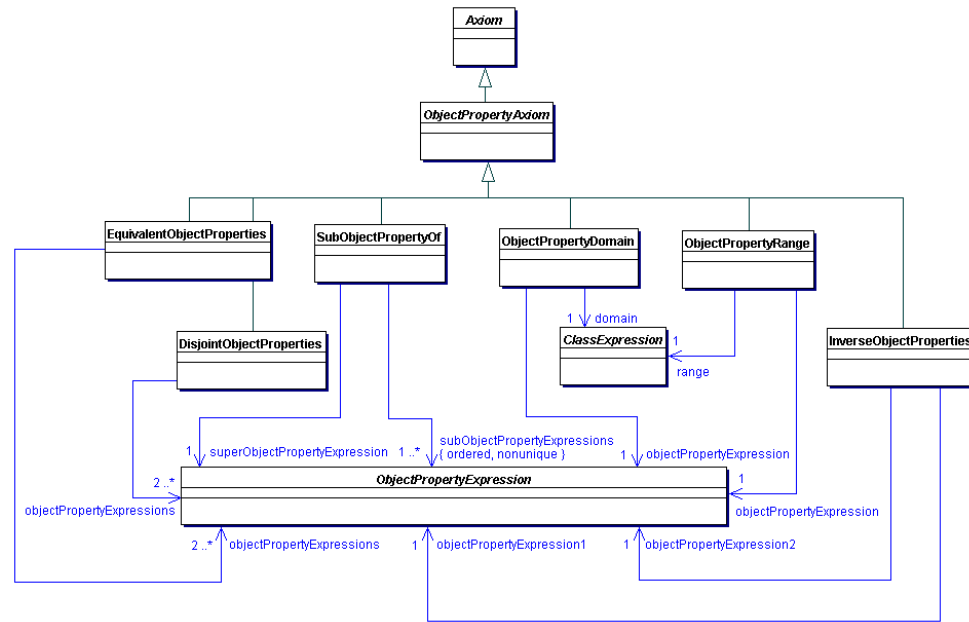 Axiom
ObjectPropertyAxiom
EquivalentObjectProperties
SubObjectPropertyOf
ObjectPropertyDomain
ObjectPropertyRange
1 domain
DisjointObjectProperties
ClassExpression
1
range
InverseObjectProperties
1 superObjectPropertyExpression
1 ..* subObjectPropertyExpressions
{ ordered, nonunique }
1 objectPropertyExpression
ObjectPropertyExpression
2 ..*
objectPropertyExpressions
1
objectPropertyExpression
2 ..* objectPropertyExpressions
1 objectPropertyExpression1
1 objectPropertyExpression2